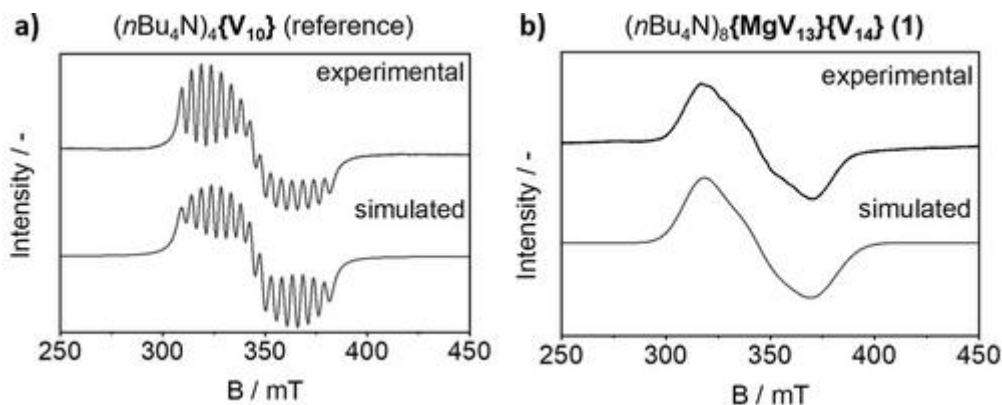 a) (nBu₄N)₄{V₁₀} (reference)
experimental
simulated
Intensity / -
250 300 350 400 450
B / mT
b) (nBu₄N)₈{MgV₁₃}{V₁₄} (1)
experimental
simulated
Intensity / -
250 300 350 400 450
B / mT